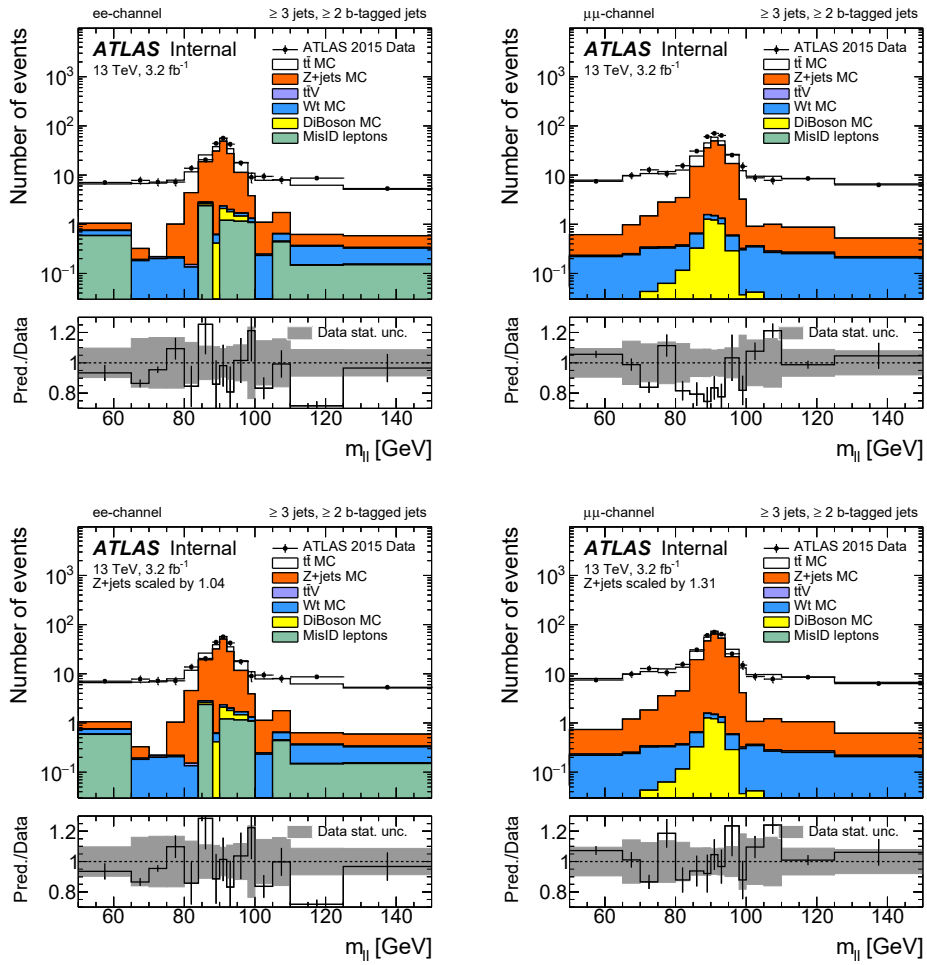 ee-channel
≥ 3 jets, ≥ 2 b-tagged jets
Number of events
ATLAS Internal
13 TeV, 3.2 fb⁻¹
ATLAS 2015 Data
tt̄ MC
Z+jets MC
tt̄V
Wt MC
DiBoson MC
MisID leptons
10³
10²
10
1
10⁻¹
Pred./Data
Data stat. unc.
1.2
1.0
0.8
60 80 100 120 140
m_ll [GeV]
μμ-channel
≥ 3 jets, ≥ 2 b-tagged jets
Number of events
ATLAS Internal
13 TeV, 3.2 fb⁻¹
ATLAS 2015 Data
tt̄ MC
Z+jets MC
tt̄V
Wt MC
DiBoson MC
MisID leptons
10³
10²
10
1
10⁻¹
Pred./Data
Data stat. unc.
1.2
1.0
0.8
60 80 100 120 140
m_ll [GeV]
ee-channel
≥ 3 jets, ≥ 2 b-tagged jets
Number of events
ATLAS Internal
13 TeV, 3.2 fb⁻¹
Z+jets scaled by 1.04
ATLAS 2015 Data
tt̄ MC
Z+jets MC
tt̄V
Wt MC
DiBoson MC
MisID leptons
10³
10²
10
1
10⁻¹
Pred./Data
Data stat. unc.
1.2
1.0
0.8
60 80 100 120 140
m_ll [GeV]
μμ-channel
≥ 3 jets, ≥ 2 b-tagged jets
Number of events
ATLAS Internal
13 TeV, 3.2 fb⁻¹
Z+jets scaled by 1.31
ATLAS 2015 Data
tt̄ MC
Z+jets MC
tt̄V
Wt MC
DiBoson MC
MisID leptons
10³
10²
10
1
10⁻¹
Pred./Data
Data stat. unc.
1.2
1.0
0.8
60 80 100 120 140
m_ll [GeV]